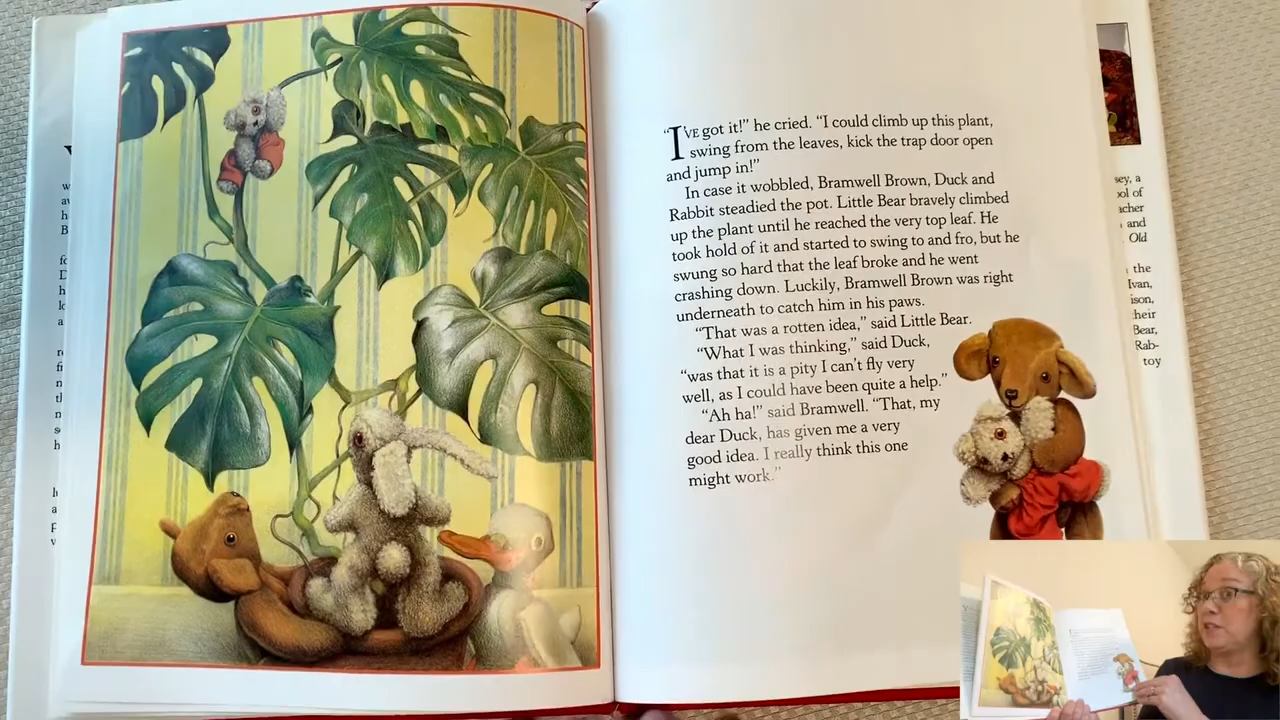 "I'VE got it!" he cried. "I could climb up this plant,
swing from the leaves, kick the trap door open
and jump in!"
In case it wobbled, Bramwell Brown, Duck and
Rabbit steadied the pot. Little Bear bravely climbed
up the plant until he reached the very top leaf. He
took hold of it and started to swing to and fro, but he
swung so hard that the leaf broke and he went
crashing down. Luckily, Bramwell Brown was right
underneath to catch him in his paws.
"That was a rotten idea," said Little Bear.
"What I was thinking," said Duck,
"was that it is a pity I can't fly very
well, as I could have been quite a help."
"Ah ha!" said Bramwell. "That, my
dear Duck, has given me a very
good idea. I really think this one
might work."
sey, a
ool of
acher
and
Old
the
Ivan,
ison,
heir
Bear,
Rab-
toy